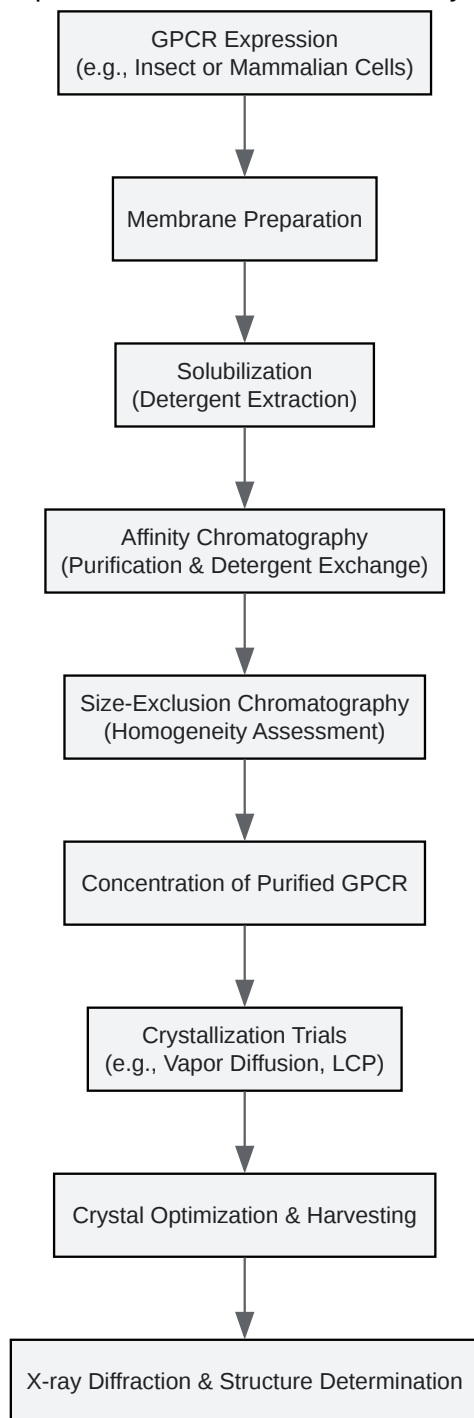 GPCR Expression
(e.g., Insect or Mammalian Cells)
Membrane Preparation
Solubilization
(Detergent Extraction)
Affinity Chromatography
(Purification & Detergent Exchange)
Size-Exclusion Chromatography
(Homogeneity Assessment)
Concentration of Purified GPCR
Crystallization Trials
(e.g., Vapor Diffusion, LCP)
Crystal Optimization & Harvesting
X-ray Diffraction & Structure Determination